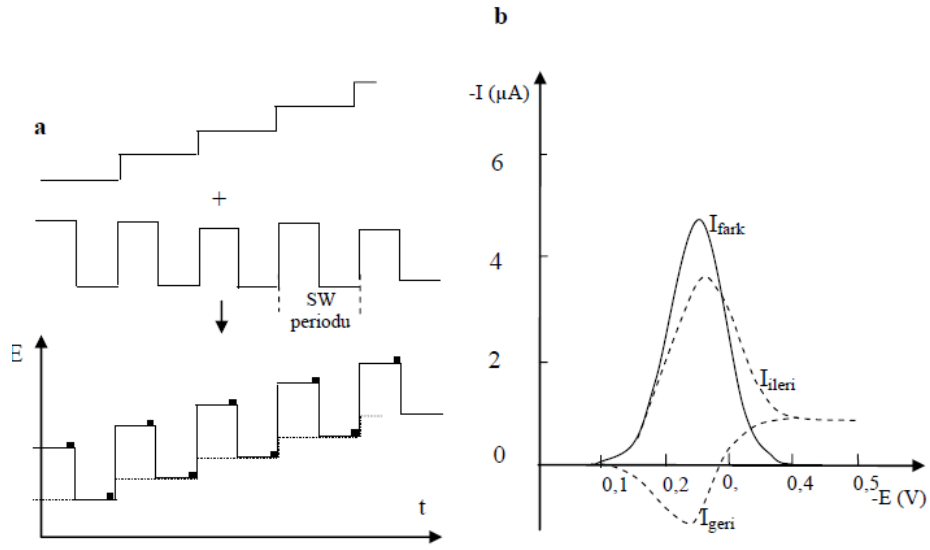 b
-I (µA)
a
+
6
SW
periodu
I_fark
4
E
2
I_ileri
0
0,1 0,2 0, 0,4 0,5
-E (V)
I_geri
t